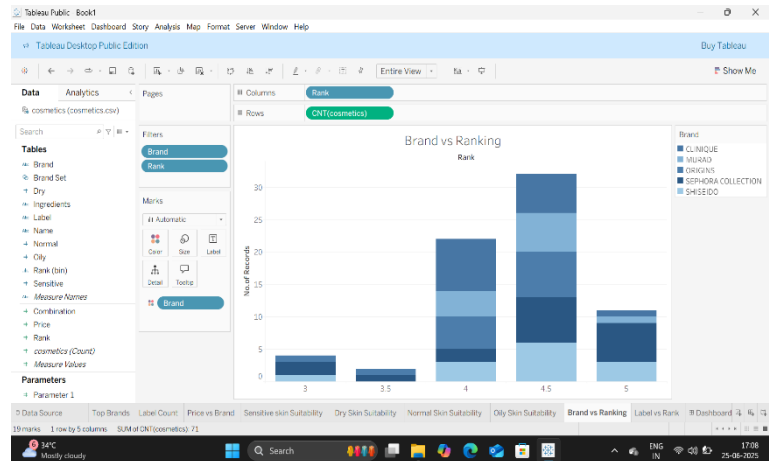 Tableau Public Book1
File Data Worksheet Dashboard Story Analysis Map Format Server Window Help
Tableau Desktop Public Edition Buy Tableau
Entire View Show Me
Data Analytics Pages Columns Rank
cosmetics (cosmetics.csv) Rows CNT(cosmetics)
Search Filters
Tables
Brand
Brand Set
Dry
Ingredients
Label
Name
Normal
Oily
Rank (bin)
Sensitive
Measure Names
Combination
Price
Rank
cosmetics (Count)
Measure Values
Parameters
Parameter 1
Brand
Rank
Marks
Automatic
Color Size Label
Detail Tooltip
Brand
Brand vs Ranking
Rank
No. of Records
30
25
20
15
10
5
0
3 3.5 4 4.5 5
Brand
CLINIQUE
MURAD
ORIGINS
SEPHORA COLLECTION
SHISEIDO
Data Source Top Brands Label Count Price vs Brand Sensitive skin Suitability Dry Skin Suitability Normal Skin Suitability Oily Skin Suitability Brand vs Ranking Label vs Rank Dashboard
19 marks 1 row by 5 columns SUM of CNT(cosmetics): 71
6 34°C
Mostly cloudy
Search
ENG
IN
17:08
25-06-2025